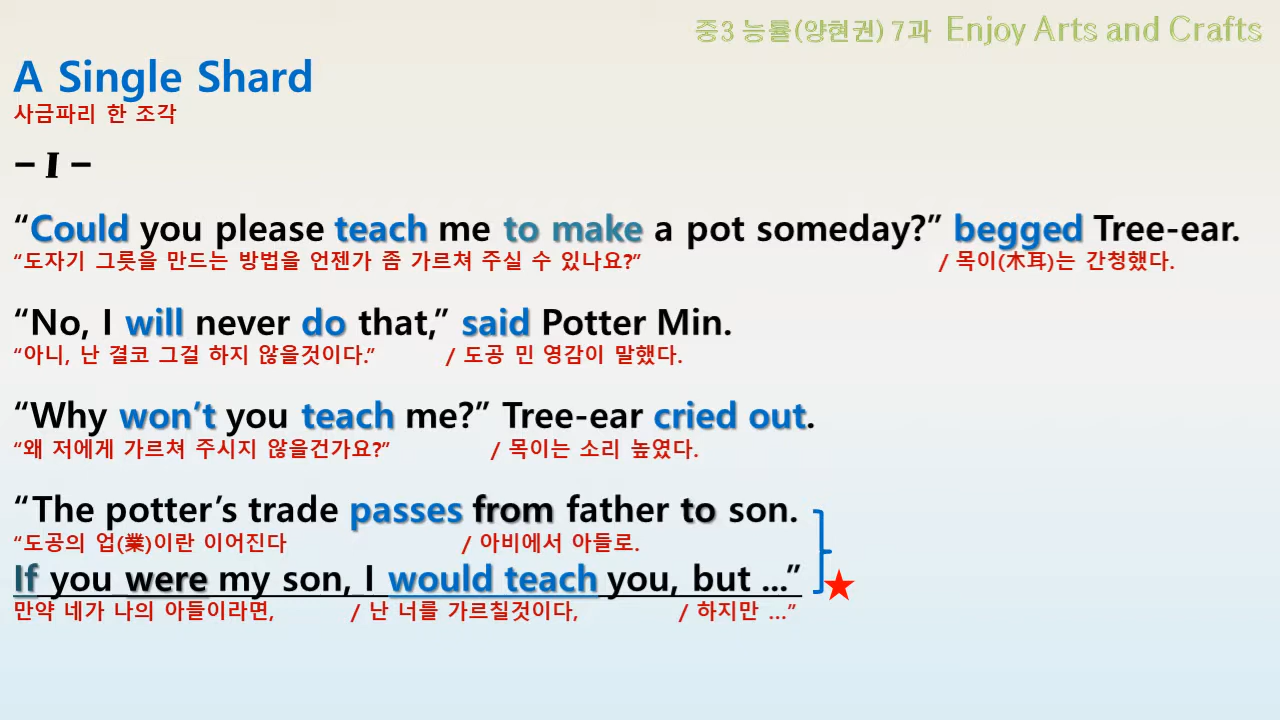 중3 능률(양현권) 7과 Enjoy Arts and Crafts
A Single Shard
사금파리 한 조각
– I –
“Could you please teach me to make a pot someday?” begged Tree-ear.
“도자기 그릇을 만드는 방법을 언젠가 좀 가르쳐 주실 수 있나요?” / 목이(木耳)는 간청했다.
“No, I will never do that,” said Potter Min.
“아니, 난 결코 그걸 하지 않을것이다.” / 도공 민 영감이 말했다.
“Why won’t you teach me?” Tree-ear cried out.
“왜 저에게 가르쳐 주시지 않을건가요?” / 목이는 소리 높였다.
“The potter’s trade passes from father to son.
“도공의 업(業)이란 이어진다 / 아비에서 아들로.
If you were my son, I would teach you, but ...”
만약 네가 나의 아들이라면, / 난 너를 가르칠것이다, / 하지만 ...”